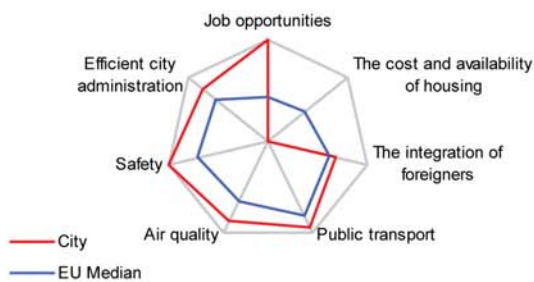 Job opportunities
Efficient city
administration
The cost and availability
of housing
Safety
The integration of
foreigners
Air quality
Public transport
City
EU Median